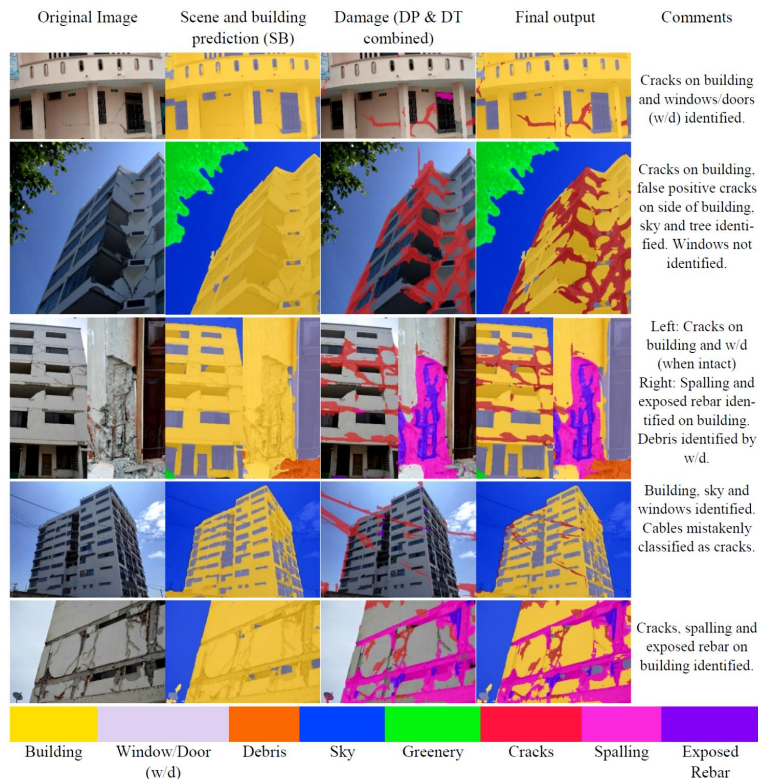 Original Image
Scene and building
prediction (SB)
Damage (DP & DT
combined)
Final output
Comments
Cracks on building
and windows/doors
(w/d) identified.
Cracks on building,
false positive cracks
on side of building,
sky and tree identi-
fied. Windows not
identified.
Left: Cracks on
building and w/d
(when intact)
Right: Spalling and
exposed rebar iden-
tified on building.
Debris identified by
w/d.
Building, sky and
windows identified.
Cables mistakenly
classified as cracks.
Cracks, spalling and
exposed rebar on
building identified.
Building
Window/Door
(w/d)
Debris
Sky
Greenery
Cracks
Spalling
Exposed
Rebar